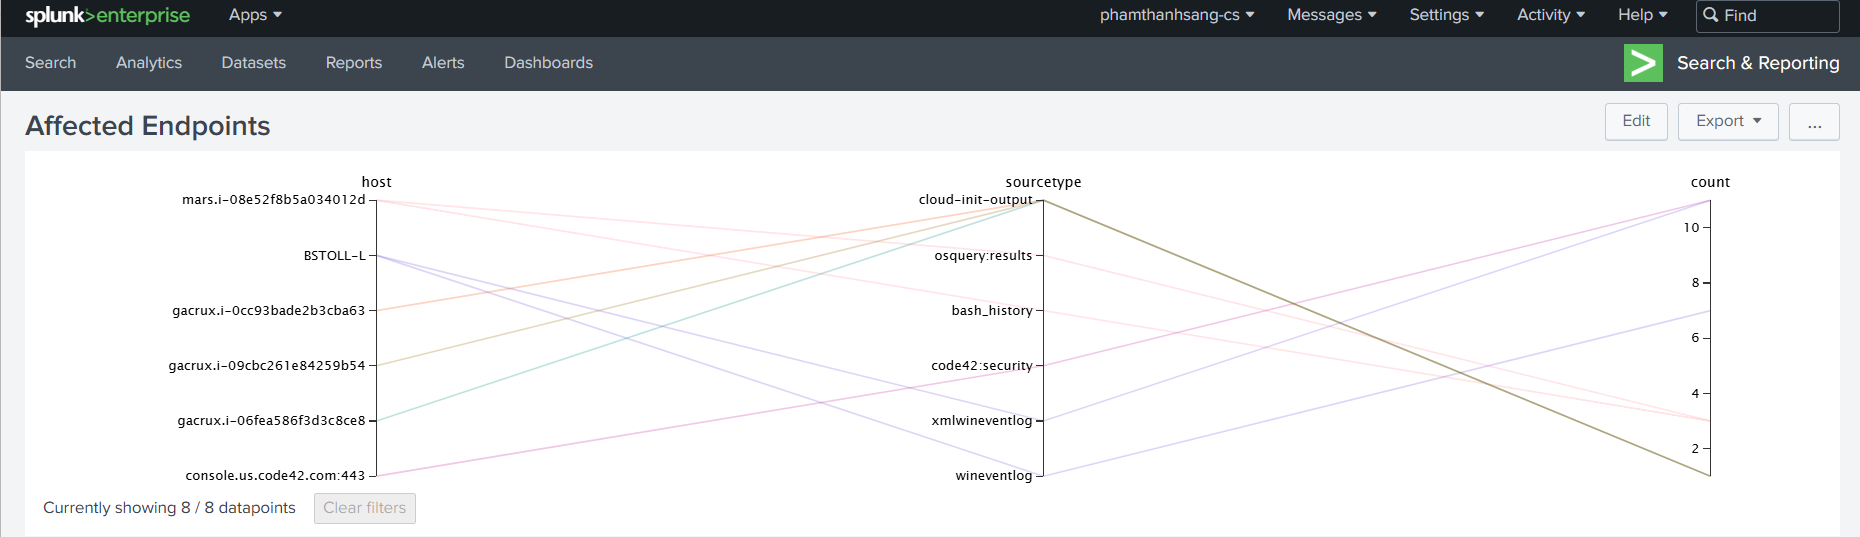 splunk>enterprise Apps phamthanhsang-cs Messages Settings Activity Help Find
Search Analytics Datasets Reports Alerts Dashboards Search & Reporting
Affected Endpoints Edit Export ...
host sourcetype count
mars.i-08e52f8b5a034012d cloud-init-output
10
BSTOLL-L osquery:results
8
gacrux.i-0cc93bade2b3cba63 bash_history
6
gacrux.i-09cbc261e84259b54 code42:security
4
gacrux.i-06fea586f3d3c8ce8 xmlwineventlog
2
console.us.code42.com:443 wineventlog
Currently showing 8 / 8 datapoints Clear filters